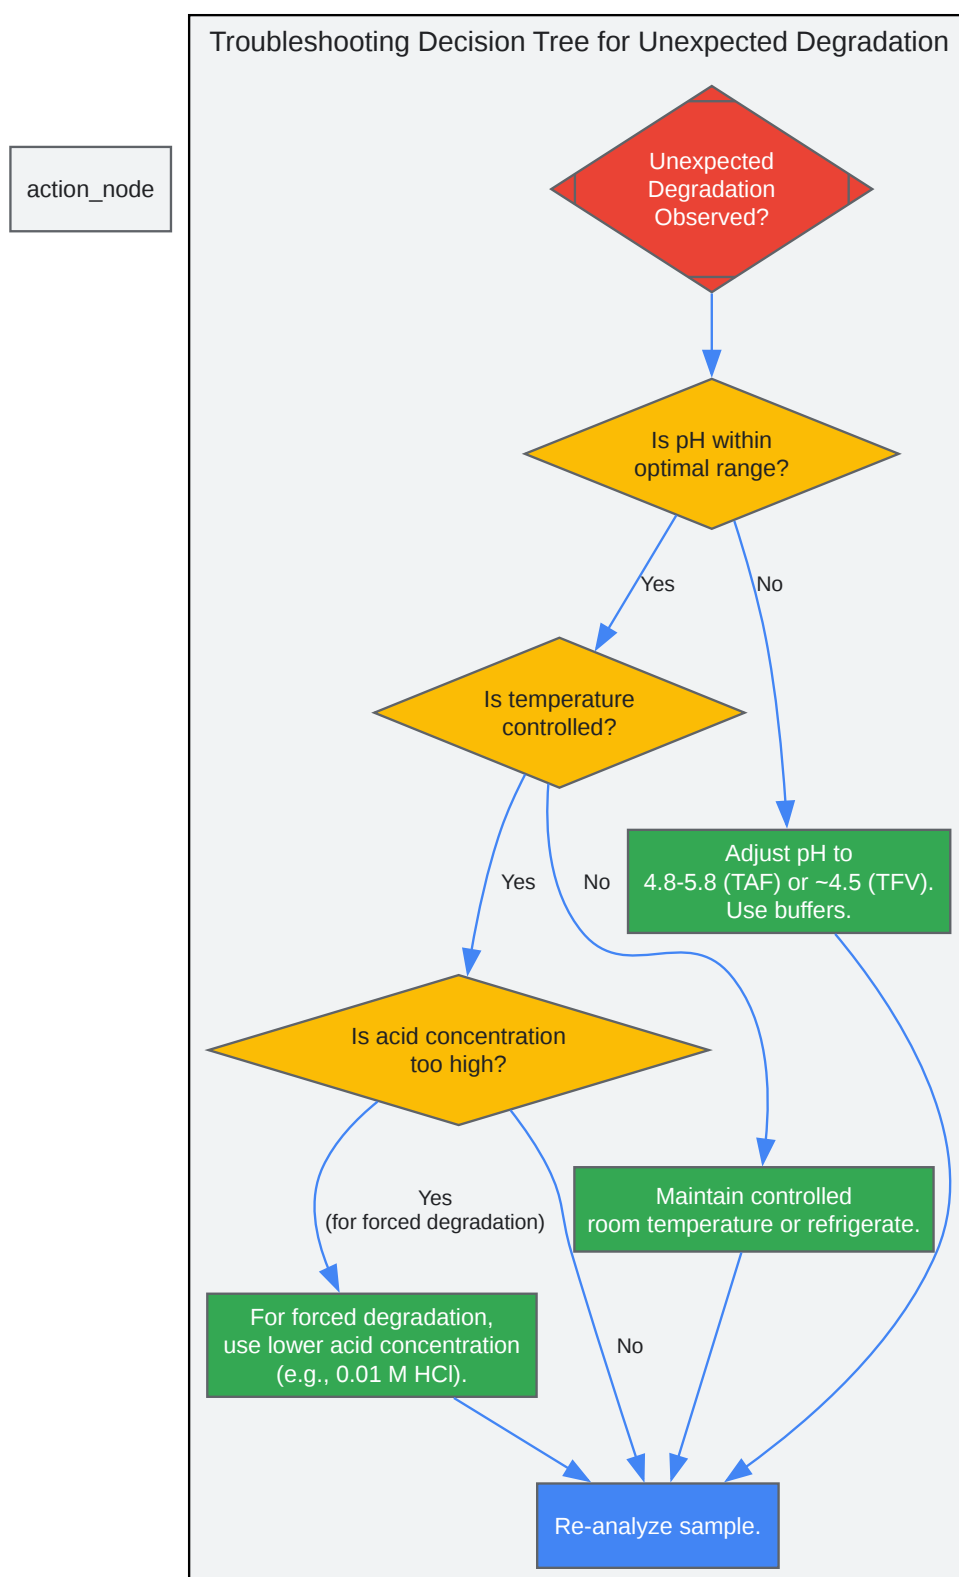 Troubleshooting Decision Tree for Unexpected Degradation
action_node
Unexpected
Degradation
Observed?
Is pH within
optimal range?
Yes
No
Is temperature
controlled?
Yes
No
Adjust pH to
4.8-5.8 (TAF) or ~4.5 (TFV).
Use buffers.
Is acid concentration
too high?
Yes
(for forced degradation)
Maintain controlled
room temperature or refrigerate.
For forced degradation,
use lower acid concentration
(e.g., 0.01 M HCl).
No
Re-analyze sample.